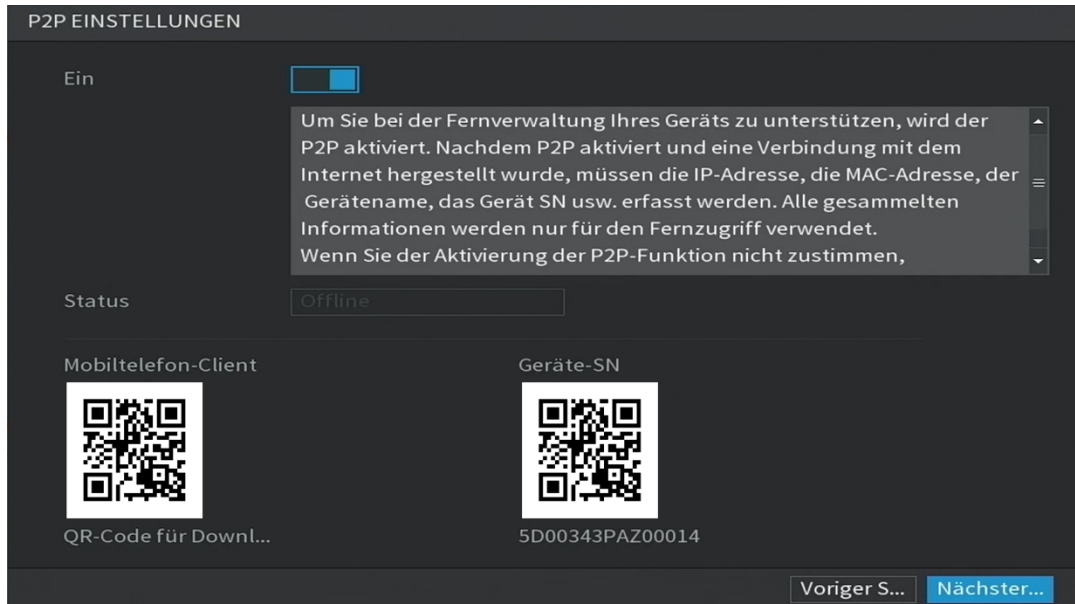 P2P EINSTELLUNGEN
Ein
Um Sie bei der Fernverwaltung Ihres Geräts zu unterstützen, wird der
P2P aktiviert. Nachdem P2P aktiviert und eine Verbindung mit dem
Internet hergestellt wurde, müssen die IP-Adresse, die MAC-Adresse, der
Gerätename, das Gerät SN usw. erfasst werden. Alle gesammelten
Informationen werden nur für den Fernzugriff verwendet.
Wenn Sie der Aktivierung der P2P-Funktion nicht zustimmen,
Status
Offline
Mobiltelefon-Client
Geräte-SN
QR-Code für Downl...
5D00343PAZ00014
Voriger S...
Nächster...